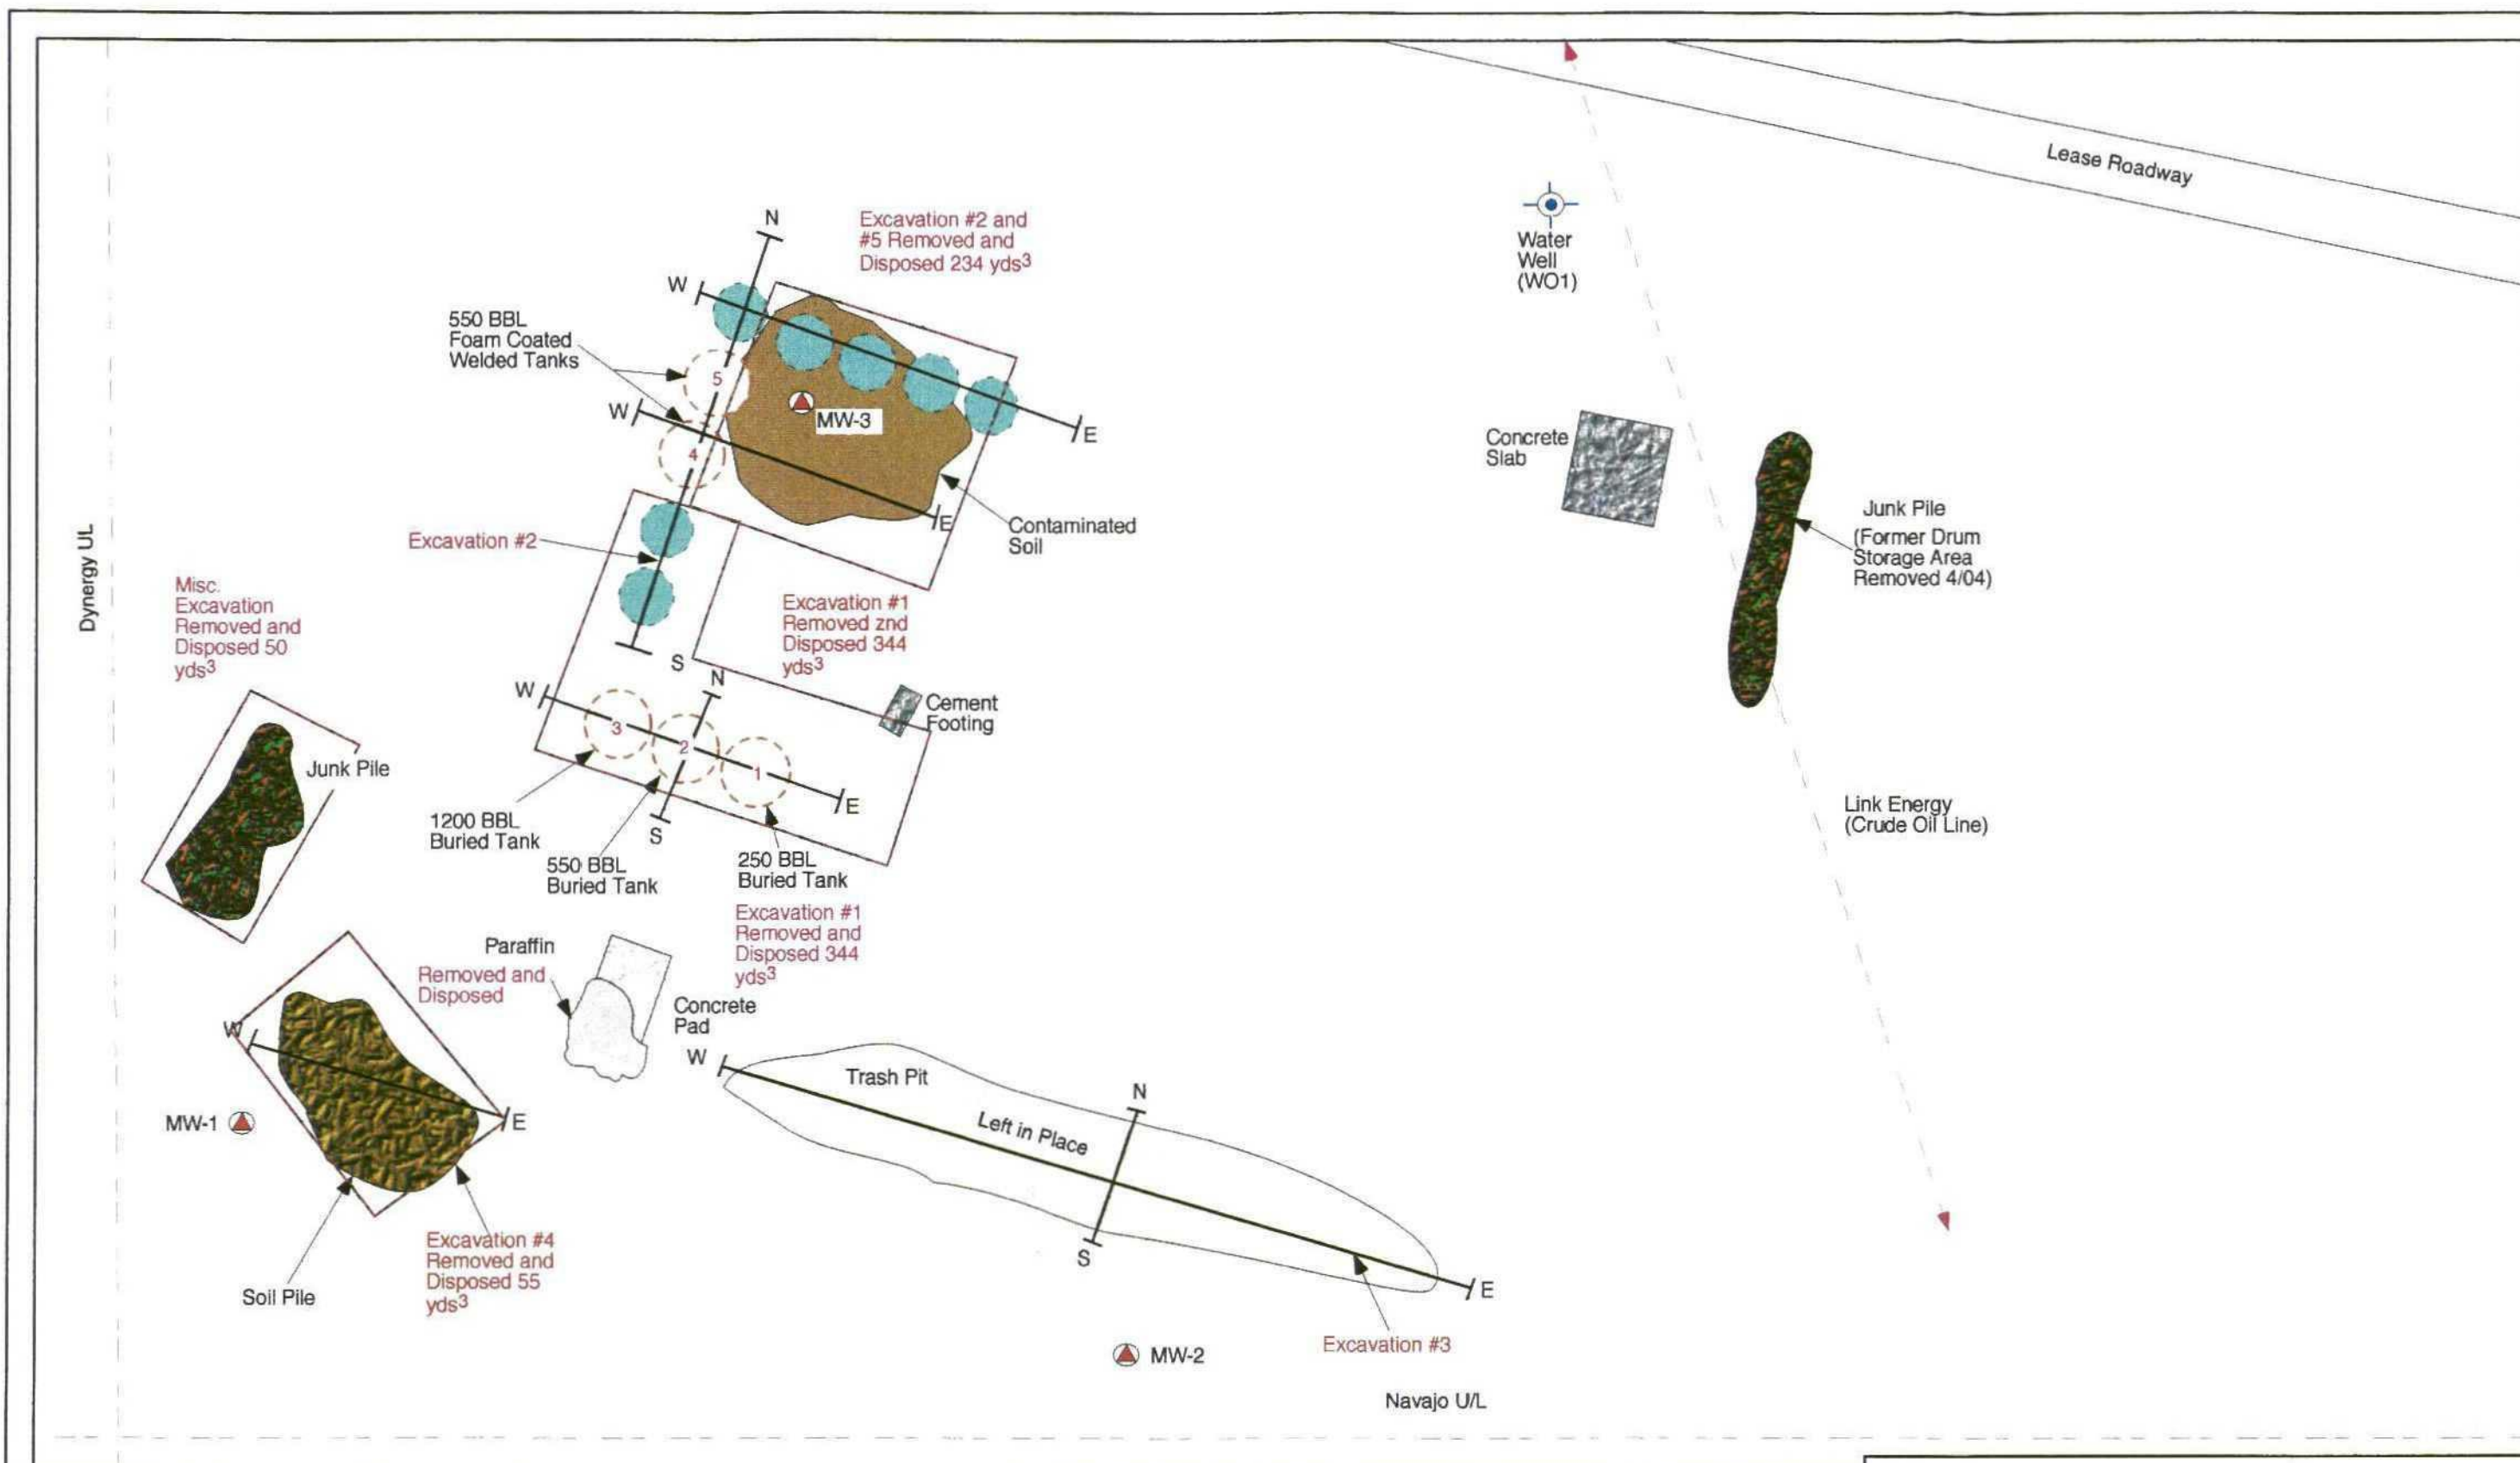 Lease Roadway
N
Excavation #2 and
#5 Removed and
Disposed 234 yds3
W
Water
Well
(WO1)
550 BBL
Foam Coated
Welded Tanks
5
W
MW-3
E
4
Concrete
Slab
E
Contaminated
Soil
Junk Pile
(Former Drum
Storage Area
Removed 4/04)
Excavation #2
Dynergy UL
Misc.
Excavation
Removed and
Disposed 50
yds3
Excavation #1
Removed znd
Disposed 344
yds3
S
N
W
Cement
Footing
3
2
1
E
S
Junk Pile
1200 BBL
Buried Tank
550 BBL
Buried Tank
250 BBL
Buried Tank
Link Energy
(Crude Oil Line)
Excavation #1
Removed and
Disposed 344
yds3
Paraffin
Removed and
Disposed
Concrete
Pad
W
E
MW-1
W
Trash Pit
Left in Place
N
S
E
Soil Pile
Excavation #4
Removed and
Disposed 55
yds3
Excavation #3
MW-2
Navajo U/L